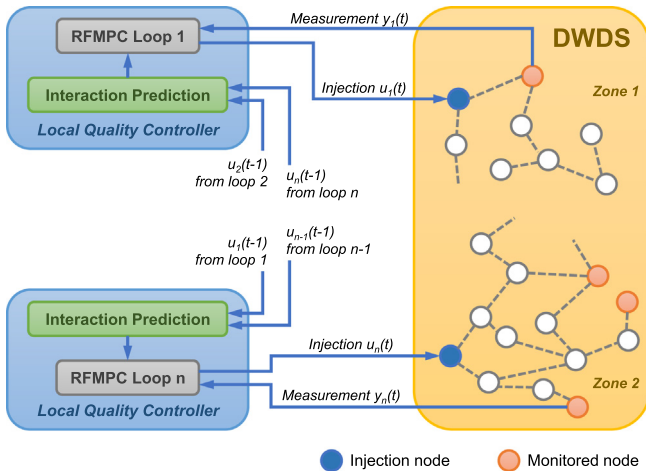 Measurement y1(t)
DWDS
RFMPC Loop 1
Injection u1(t)
Zone 1
Interaction Prediction
Local Quality Controller
u2(t-1)
from loop 2
un(t-1)
from loop n
u1(t-1)
from loop 1
un-1(t-1)
from loop n-1
Interaction Prediction
Injection un(t)
RFMPC Loop n
Measurement yn(t)
Zone 2
Local Quality Controller
Injection node
Monitored node